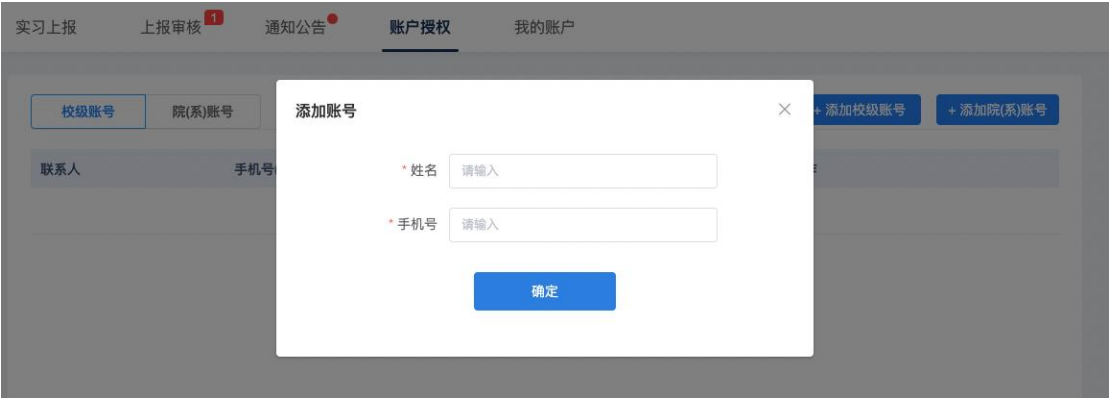 实习上报 上报审核 1 通知公告 账户授权 我的账户
校级账号 院(系)账号 添加账号 + 添加校级账号 + 添加院(系)账号
联系人 手机号
* 姓名 请输入
* 手机号 请输入
确定